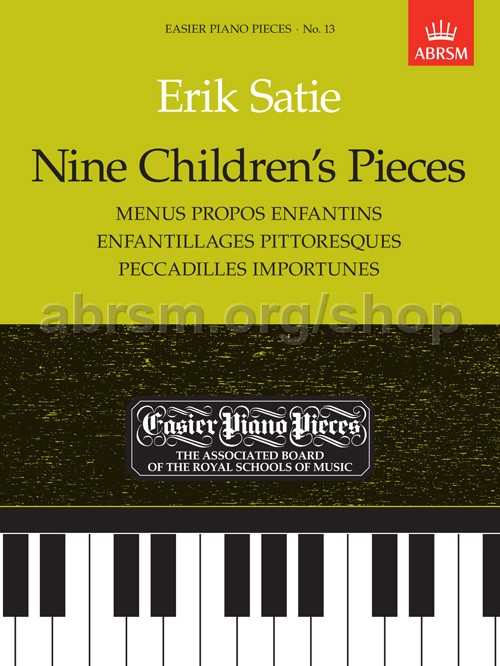 EASIER PIANO PIECES · No. 13
ABRSM
Erik Satie
Nine Children's Pieces
MENUS PROPOS ENFANTINS
ENFANTILLAGES PITTORESQUES
PECCADILLES IMPORTUNES
abrsm.org/shop
Easier Piano Pieces
THE ASSOCIATED BOARD
OF THE ROYAL SCHOOLS OF MUSIC